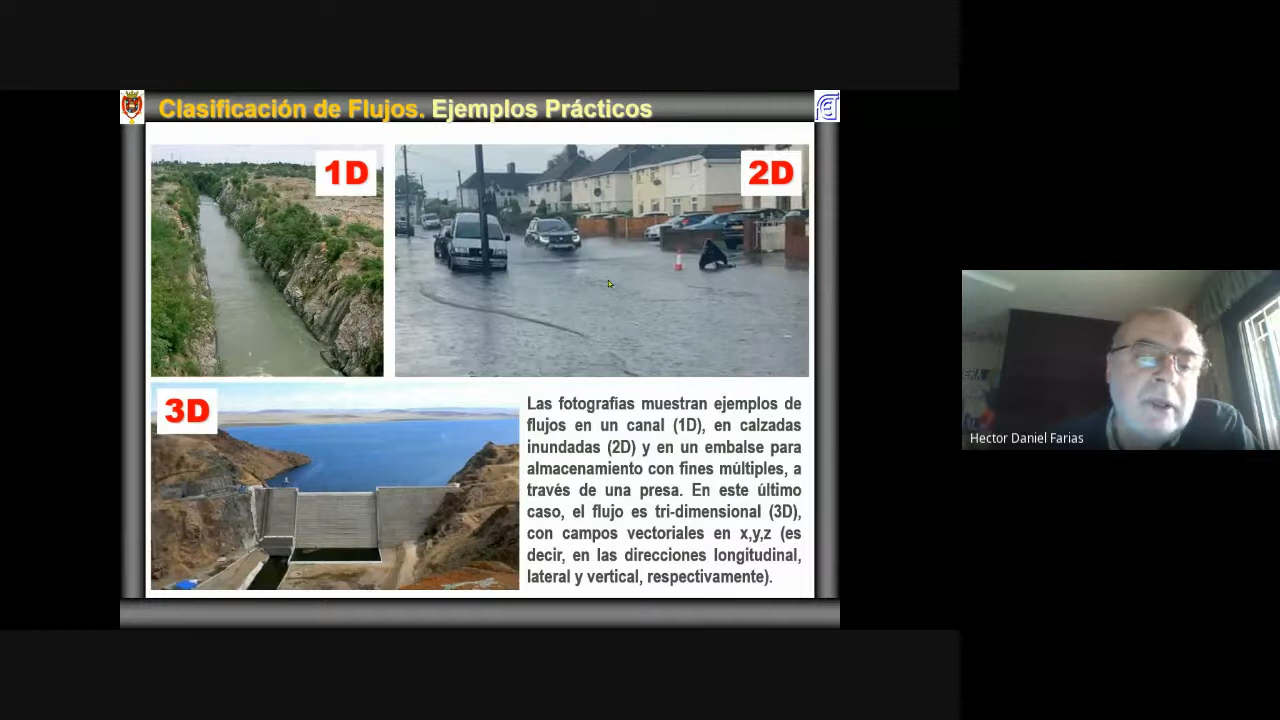 Clasificación de Flujos. Ejemplos Prácticos
1D
2D
3D
Las fotografías muestran ejemplos de
flujos en un canal (1D), en calzadas
inundadas (2D) y en un embalse para
almacenamiento con fines múltiples, a
través de una presa. En este último
caso, el flujo es tri-dimensional (3D),
con campos vectoriales en x,y,z (es
decir, en las direcciones longitudinal,
lateral y vertical, respectivamente).
Hector Daniel Farias